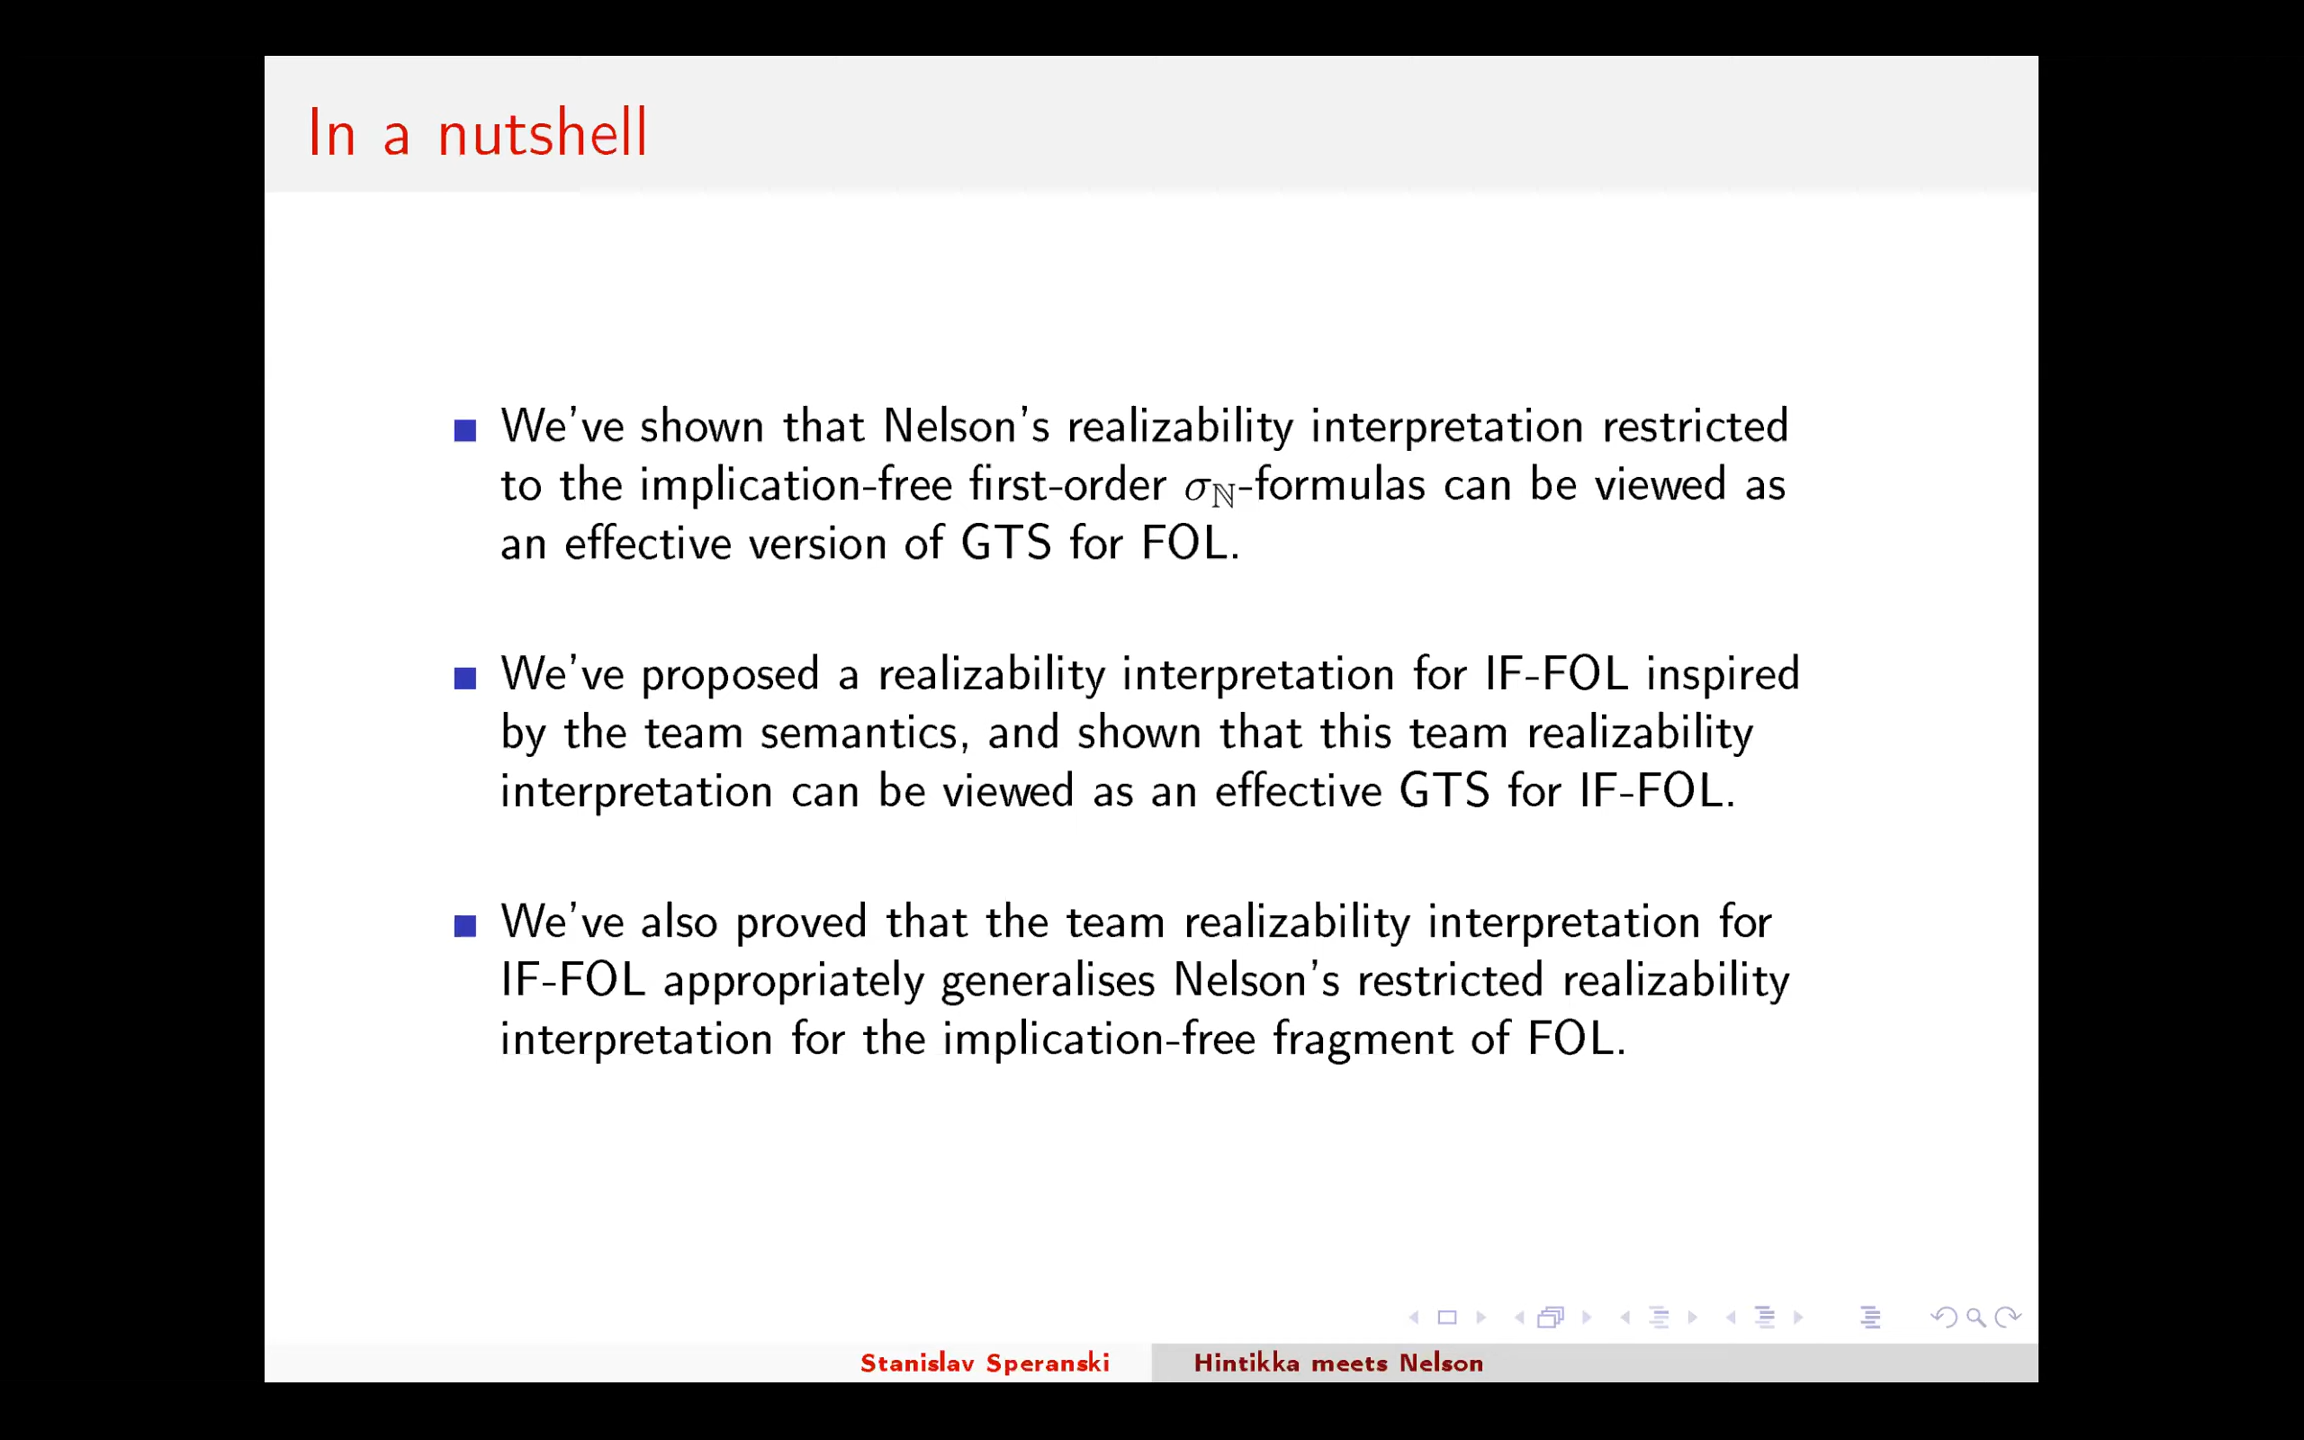 In a nutshell
We've shown that Nelson's realizability interpretation restricted
to the implication-free first-order σℕ-formulas can be viewed as
an effective version of GTS for FOL.
We've proposed a realizability interpretation for IF-FOL inspired
by the team semantics, and shown that this team realizability
interpretation can be viewed as an effective GTS for IF-FOL.
We've also proved that the team realizability interpretation for
IF-FOL appropriately generalises Nelson's restricted realizability
interpretation for the implication-free fragment of FOL.
Stanislav Speranski
Hintikka meets Nelson